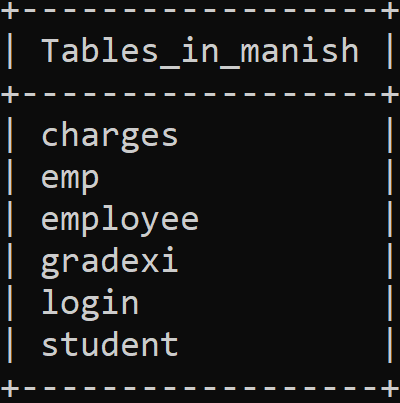 +------------------+
| Tables_in_manish |
+------------------+
| charges          |
| emp              |
| employee         |
| gradexi          |
| login            |
| student          |
+------------------+